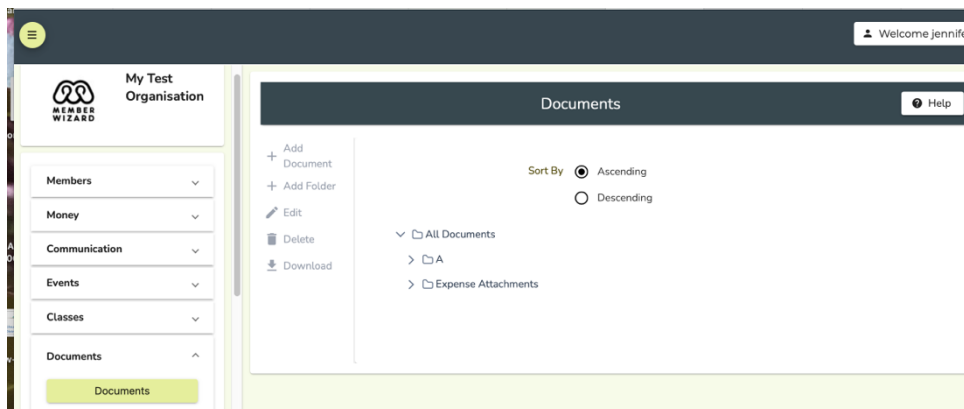 Welcome jennife
MEMBER
WIZARD
My Test
Organisation
Members
Money
Communication
Events
Classes
Documents
Documents
Documents
Help
Add
Document
Add Folder
Edit
Delete
Download
Sort By
Ascending
Descending
All Documents
A
Expense Attachments